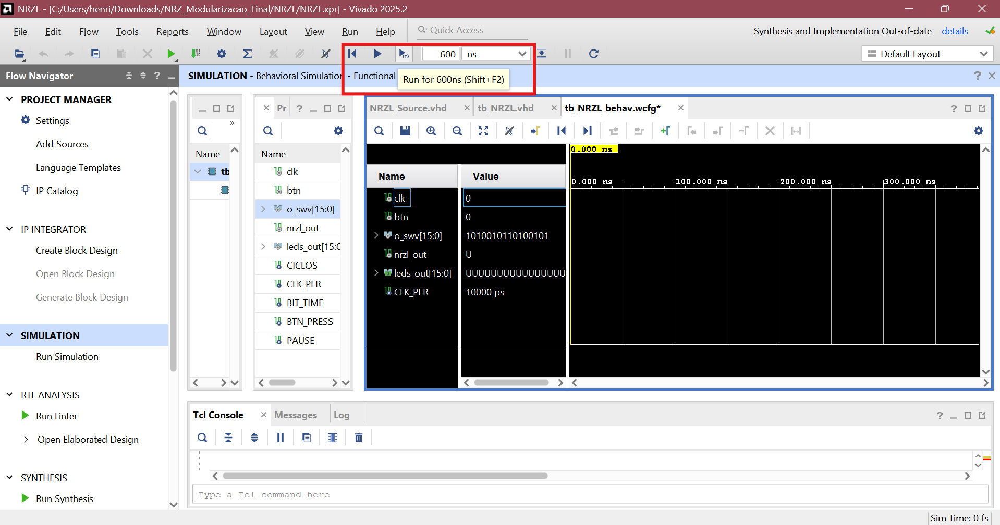 NRZL - [C:/Users/henri/Downloads/NRZ_Modularizacao_Final/NRZL/NRZL.xpr] - Vivado 2025.2
File Edit Flow Tools Reports Window Layout View Run Help Quick Access
Synthesis and Implementation Out-of-date details
600 ns
Default Layout
Flow Navigator
SIMULATION - Behavioral Simulation - Functional
Run for 600ns (Shift+F2)
PROJECT MANAGER
Settings
Add Sources
Language Templates
IP Catalog
IP INTEGRATOR
Create Block Design
Open Block Design
Generate Block Design
SIMULATION
Run Simulation
RTL ANALYSIS
Run Linter
Open Elaborated Design
SYNTHESIS
Run Synthesis
Name
tb
Pr
Name
clk
btn
o_swv[15:0]
nrzl_out
leds_out[15:0
CICLOS
CLK_PER
BIT_TIME
BTN_PRESS
PAUSE
NRZL_Source.vhd tb_NRZL.vhd tb_NRZL_behav.wcfg*
Name Value
clk 0
btn 0
o_swv[15:0] 1010010110100101
nrzl_out U
leds_out[15:0] UUUUUUUUUUUUUUUU
CLK_PER 10000 ps
0.000 ns
0.000 ns 100.000 ns 200.000 ns 300.000 ns
Tcl Console Messages Log
Type a Tcl command here
Sim Time: 0 fs